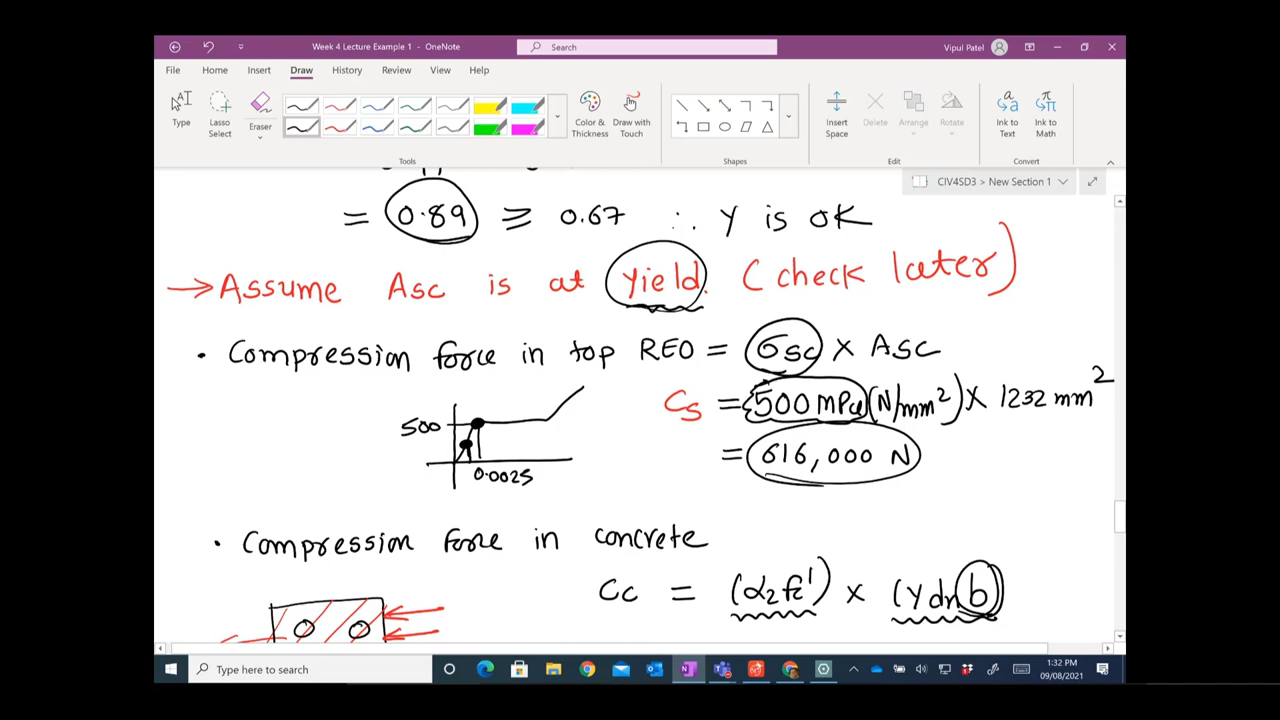 Week 4 Lecture Example 1 - OneNote
Search
Vipul Patel
File Home Insert Draw History Review View Help
Type
Lasso Select
Eraser
Color & Thickness
Draw with Touch
Insert Space
Delete
Arrange
Rotate
Ink to Text
Ink to Math
Tools
Shapes
Edit
Convert
CIV4SD3 > New Section 1
= 0.89 ≥ 0.67 ∴ γ is OK
→ Assume Asc is at yield. (check later)
• Compression force in top REO = σsc × Asc
Cs = 500 MPa (N/mm²) × 1232 mm²
500
= 616,000 N
0.0025
• Compression force in concrete
Cc = (α2fc') × (γdnb)
Type here to search
1:32 PM
09/08/2021